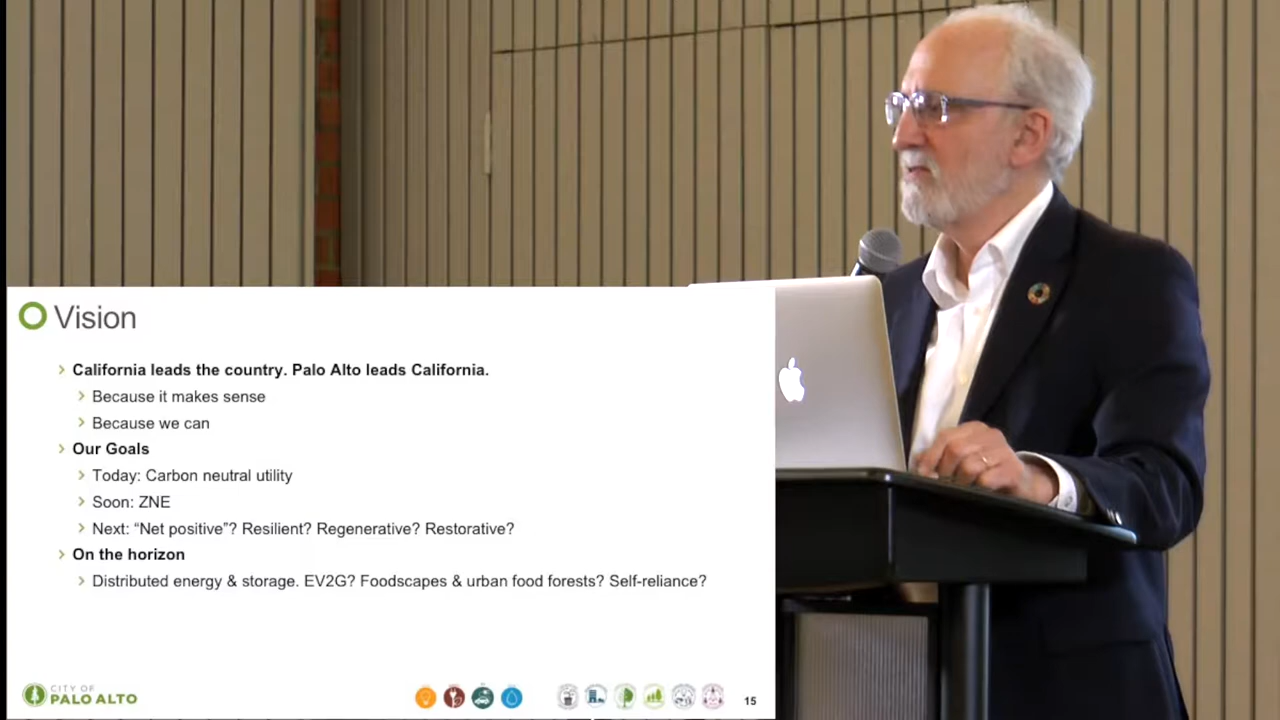 Vision
California leads the country. Palo Alto leads California.
Because it makes sense
Because we can
Our Goals
Today: Carbon neutral utility
Soon: ZNE
Next: “Net positive”? Resilient? Regenerative? Restorative?
On the horizon
Distributed energy & storage. EV2G? Foodscapes & urban food forests? Self-reliance?
CITY OF
PALO ALTO
15